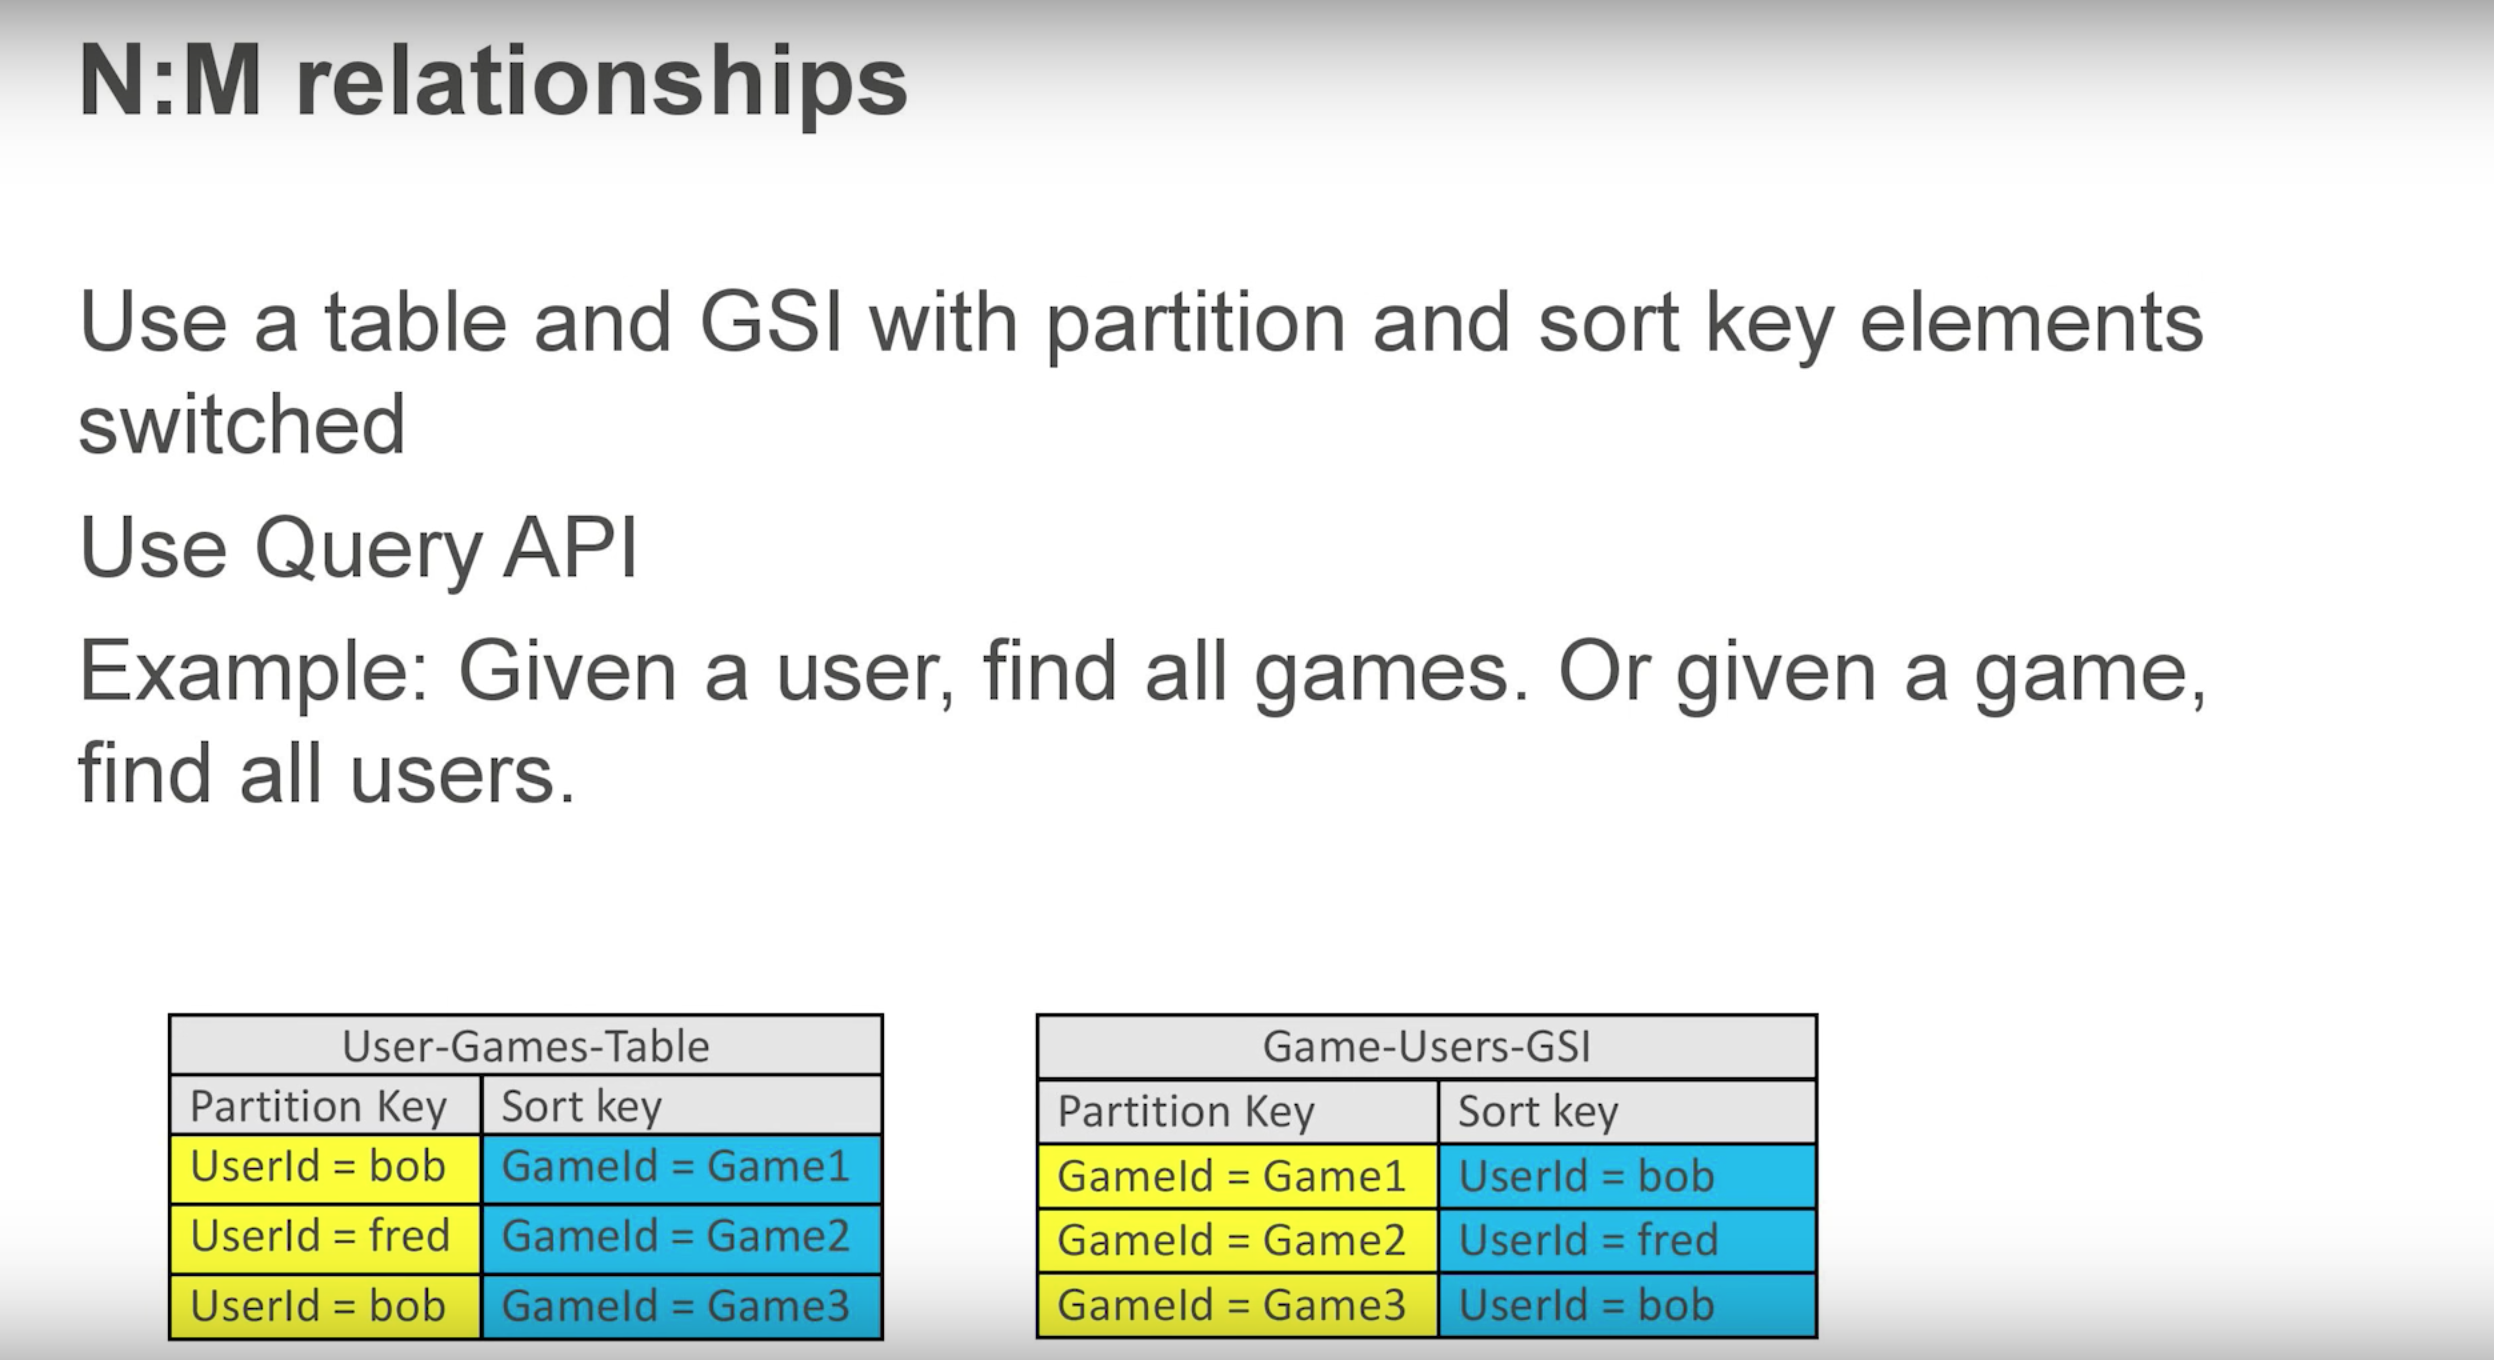 N:M relationships
Use a table and GSI with partition and sort key elements
switched
Use Query API
Example: Given a user, find all games. Or given a game,
find all users.
User-Games-Table
Partition Key Sort key
UserId = bob GameId = Game1
UserId = fred GameId = Game2
UserId = bob GameId = Game3
Game-Users-GSI
Partition Key Sort key
GameId = Game1 UserId = bob
GameId = Game2 UserId = fred
GameId = Game3 UserId = bob